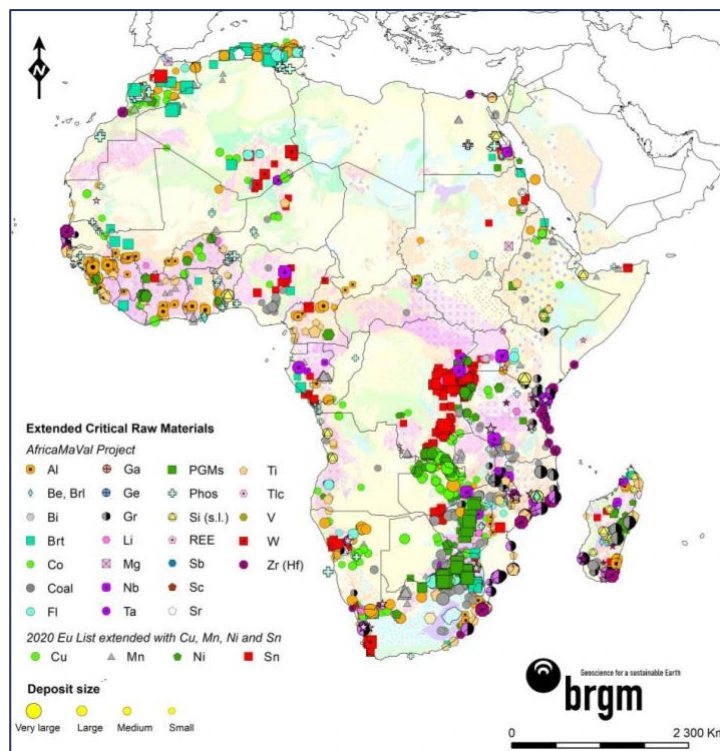 N
Extended Critical Raw Materials
AfricaMaVal Project
Al Ga PGMs Ti
Be, Brl Ge Phos Tlc
Bi Gr Si (s.l.) V
Brt Li REE W
Co Mg Sb Zr (Hf)
Coal Nb Sc
Fl Ta Sr
2020 Eu List extended with Cu, Mn, Ni and Sn
Cu Mn Ni Sn
Deposit size
Very large Large Medium Small
Geoscience for a sustainable Earth
brgm
0 2 300 Km